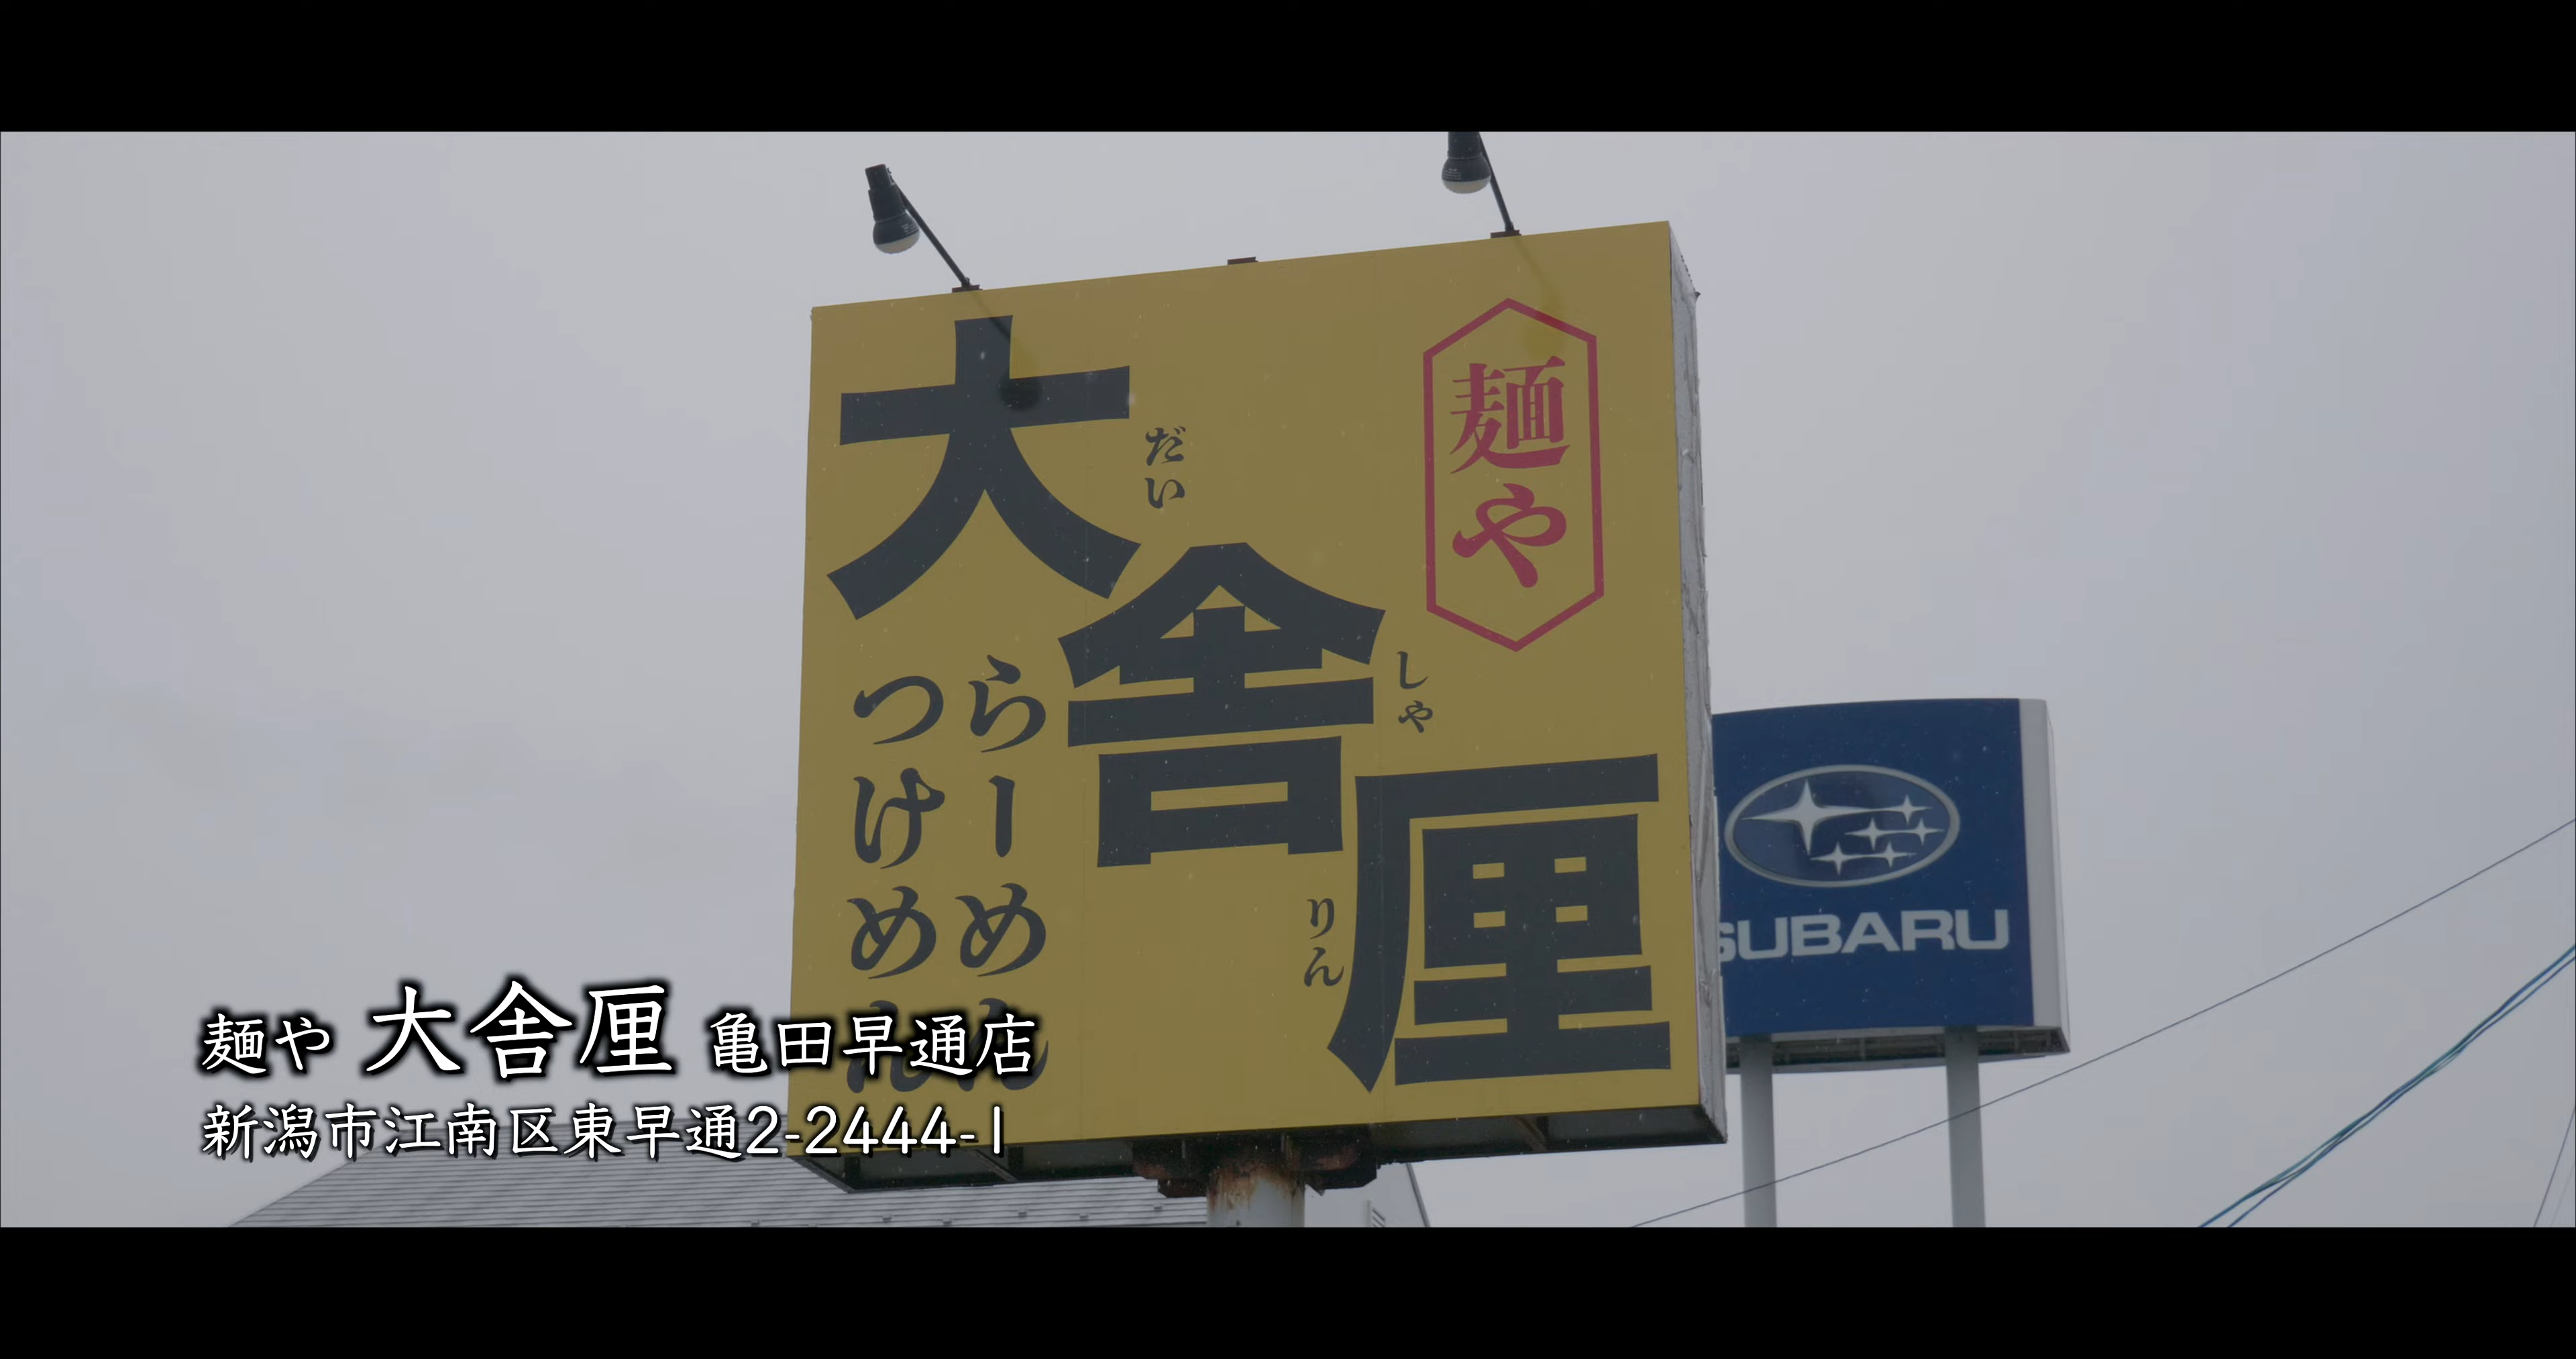 麺や
大舎厘
だい
しゃ
りん
らーめん
つけめん
SUBARU
麺や 大舎厘 亀田早通店
新潟市江南区東早通2-2444-1